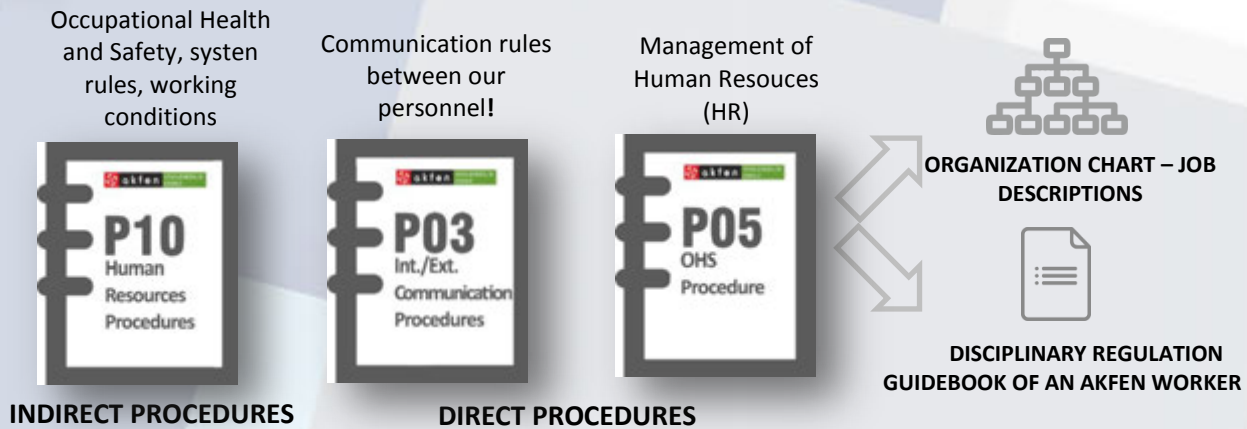 Occupational Health
and Safety, systen
rules, working
conditions
akfen
P10
Human
Resources
Procedures
INDIRECT PROCEDURES
Communication rules
between our
personnel!
akfen
P03
Int./Ext.
Communication
Procedures
Management of
Human Resouces
(HR)
akfen
P05
OHS
Procedure
DIRECT PROCEDURES
ORGANIZATION CHART – JOB
DESCRIPTIONS
DISCIPLINARY REGULATION
GUIDEBOOK OF AN AKFEN WORKER